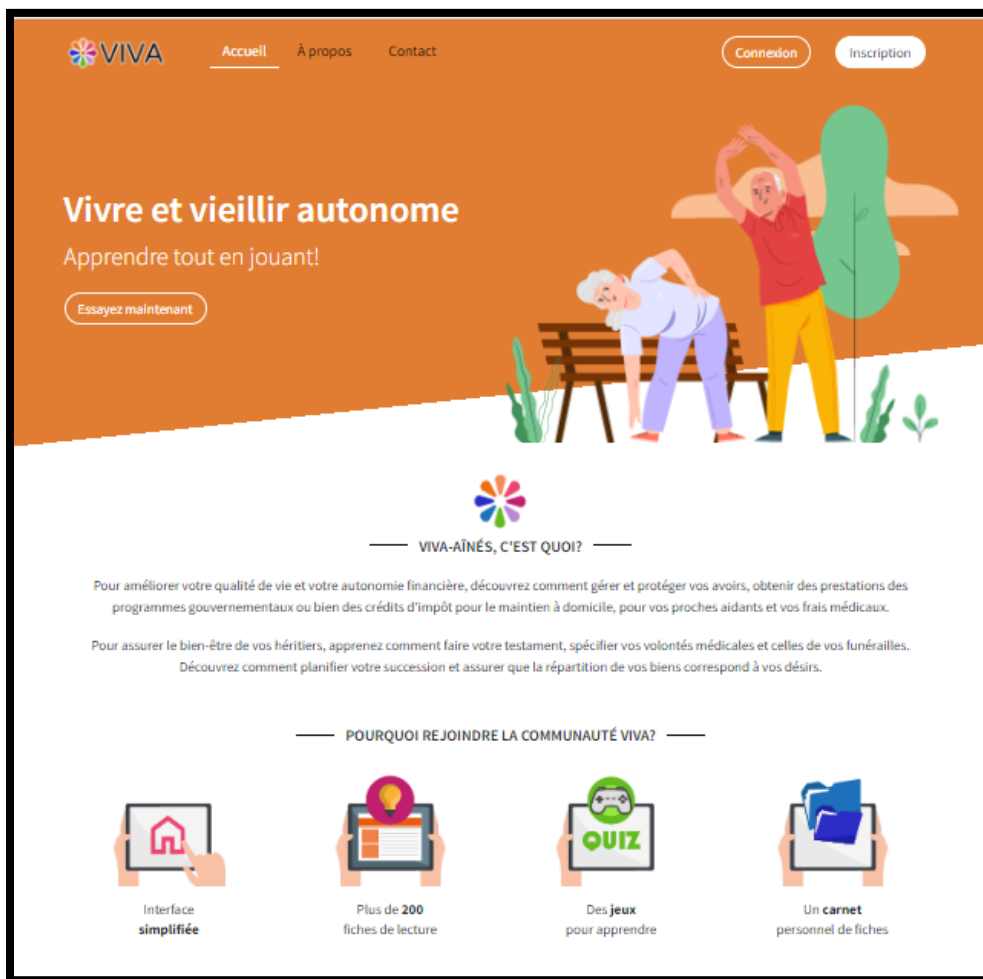 VIVA
Accueil
À propos
Contact
Connexion
Inscription
Vivre et vieillir autonome
Apprendre tout en jouant!
Essayez maintenant
VIVA-AÎNÉS, C'EST QUOI?
Pour améliorer votre qualité de vie et votre autonomie financière, découvrez comment gérer et protéger vos avoirs, obtenir des prestations des
programmes gouvernementaux ou bien des crédits d'impôt pour le maintien à domicile, pour vos proches aidants et vos frais médicaux.
Pour assurer le bien-être de vos héritiers, apprenez comment faire votre testament, spécifier vos volontés médicales et celles de vos funérailles.
Découvrez comment planifier votre succession et assurer que la répartition de vos biens correspond à vos désirs.
POURQUOI REJOINDRE LA COMMUNAUTÉ VIVA?
QUIZ
Interface
simplifiée
Plus de 200
fiches de lecture
Des jeux
pour apprendre
Un carnet
personnel de fiches